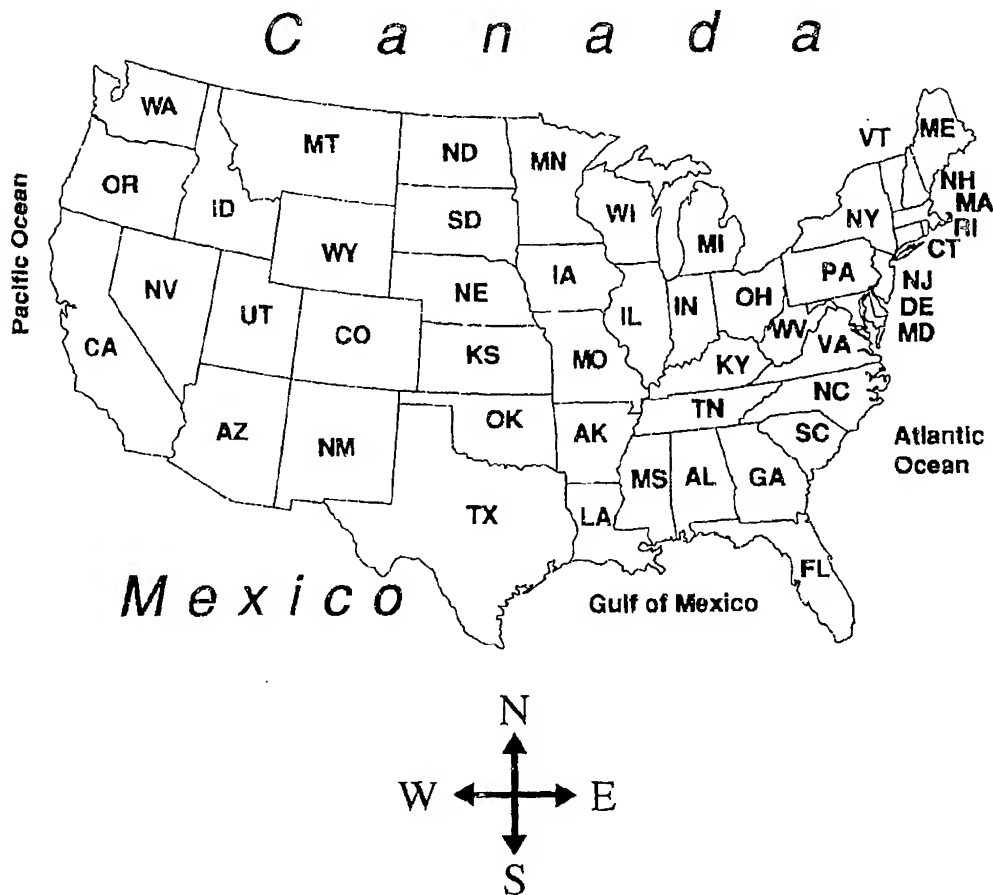 Canada
WA
MT
ND
MN
VT
ME
OR
ID
SD
WI
MI
NY
NH
MA
RI
CT
Pacific Ocean
WY
IA
PA
NV
UT
NE
IL
IN
OH
NJ
DE
MD
CA
CO
KS
MO
WV
VA
KY
AZ
NM
OK
AK
TN
NC
SC
Atlantic
Ocean
TX
LA
MS
AL
GA
FL
Mexico
Gulf of Mexico
N
W
E
S